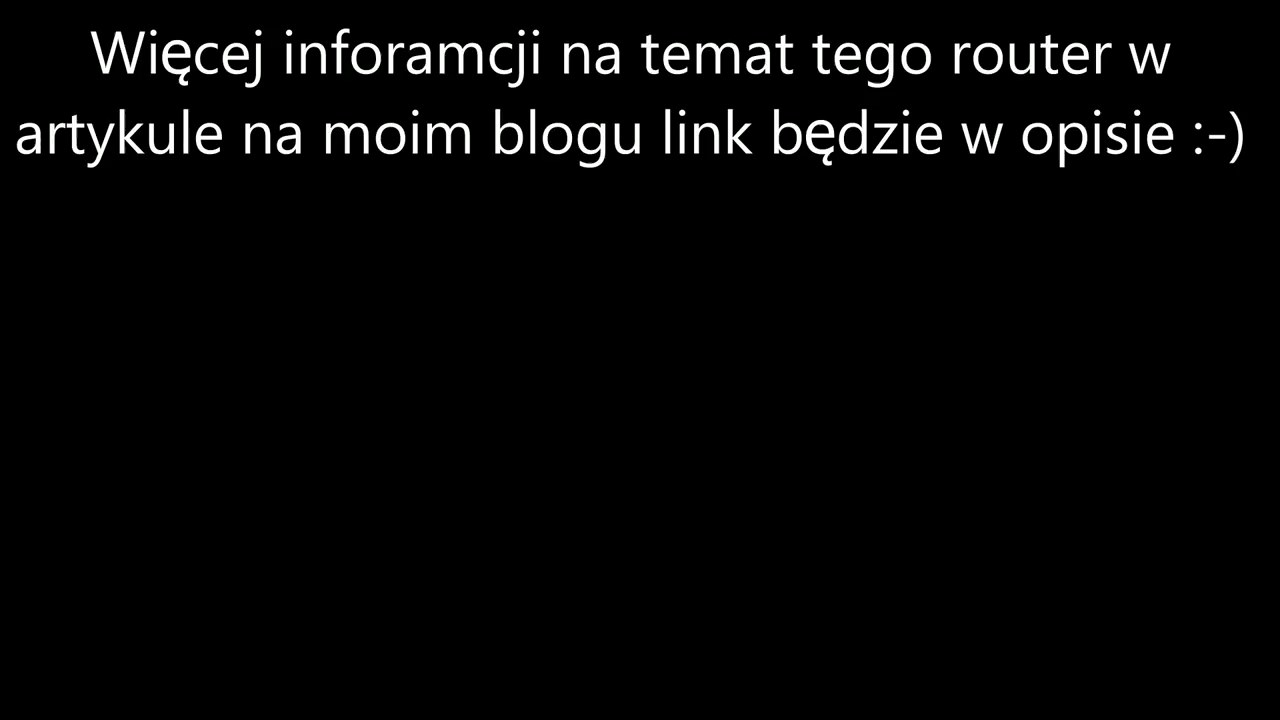 Więcej inforamcji na temat tego router w
artykule na moim blogu link będzie w opisie :-)